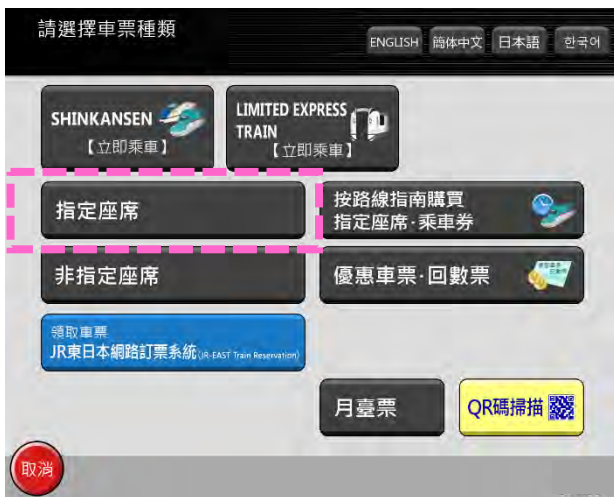 請選擇車票種類
ENGLISH 简体中文 日本語 한국어
SHINKANSEN
【立即乘車】
LIMITED EXPRESS
TRAIN
【立即乘車】
指定座席
按路線指南購買
指定座席·乘車券
非指定座席
優惠車票·回數票
領取車票
JR東日本網路訂票系統(JR-EAST Train Reservation)
月臺票
QR碼掃描
取消